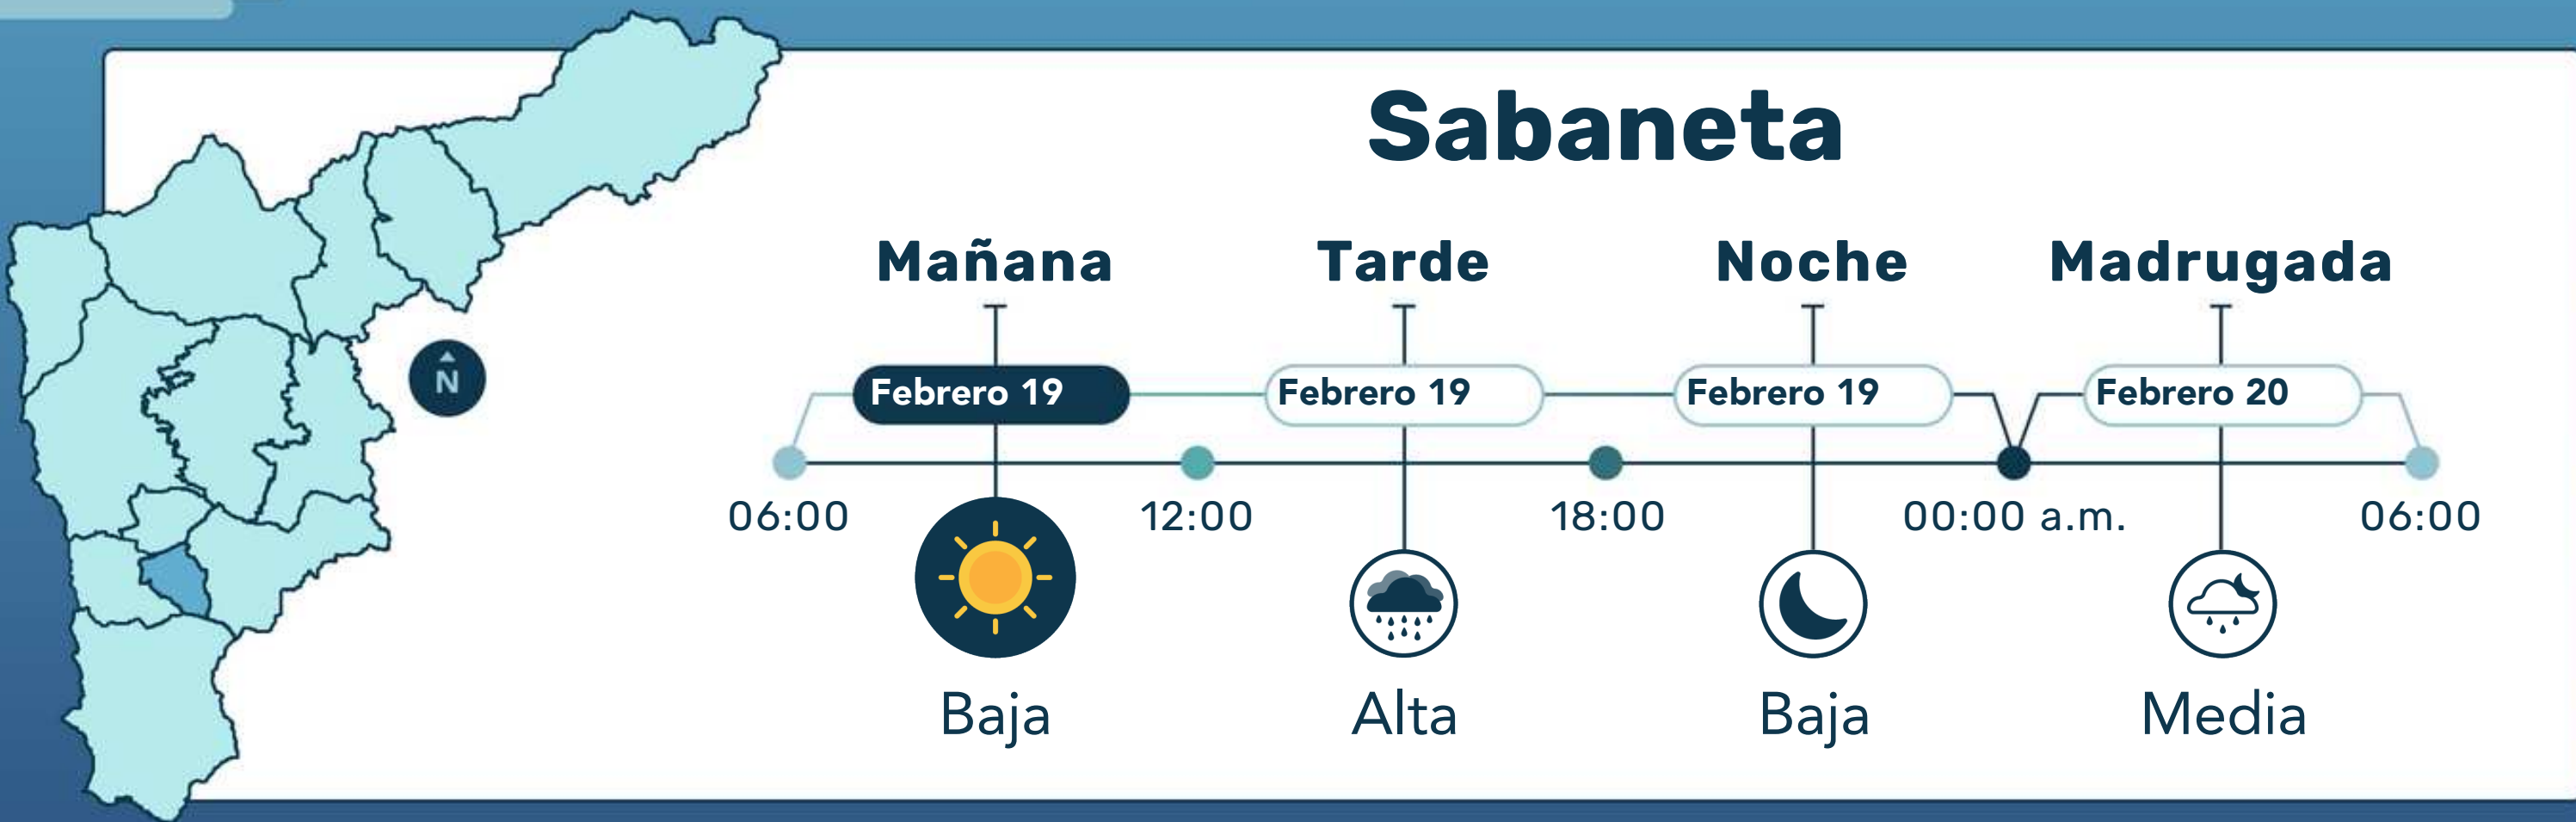 Sabaneta
Mañana Tarde Noche Madrugada
Febrero 19 Febrero 19 Febrero 19 Febrero 20
N
06:00 12:00 18:00 00:00 a.m. 06:00
Baja Alta Baja Media